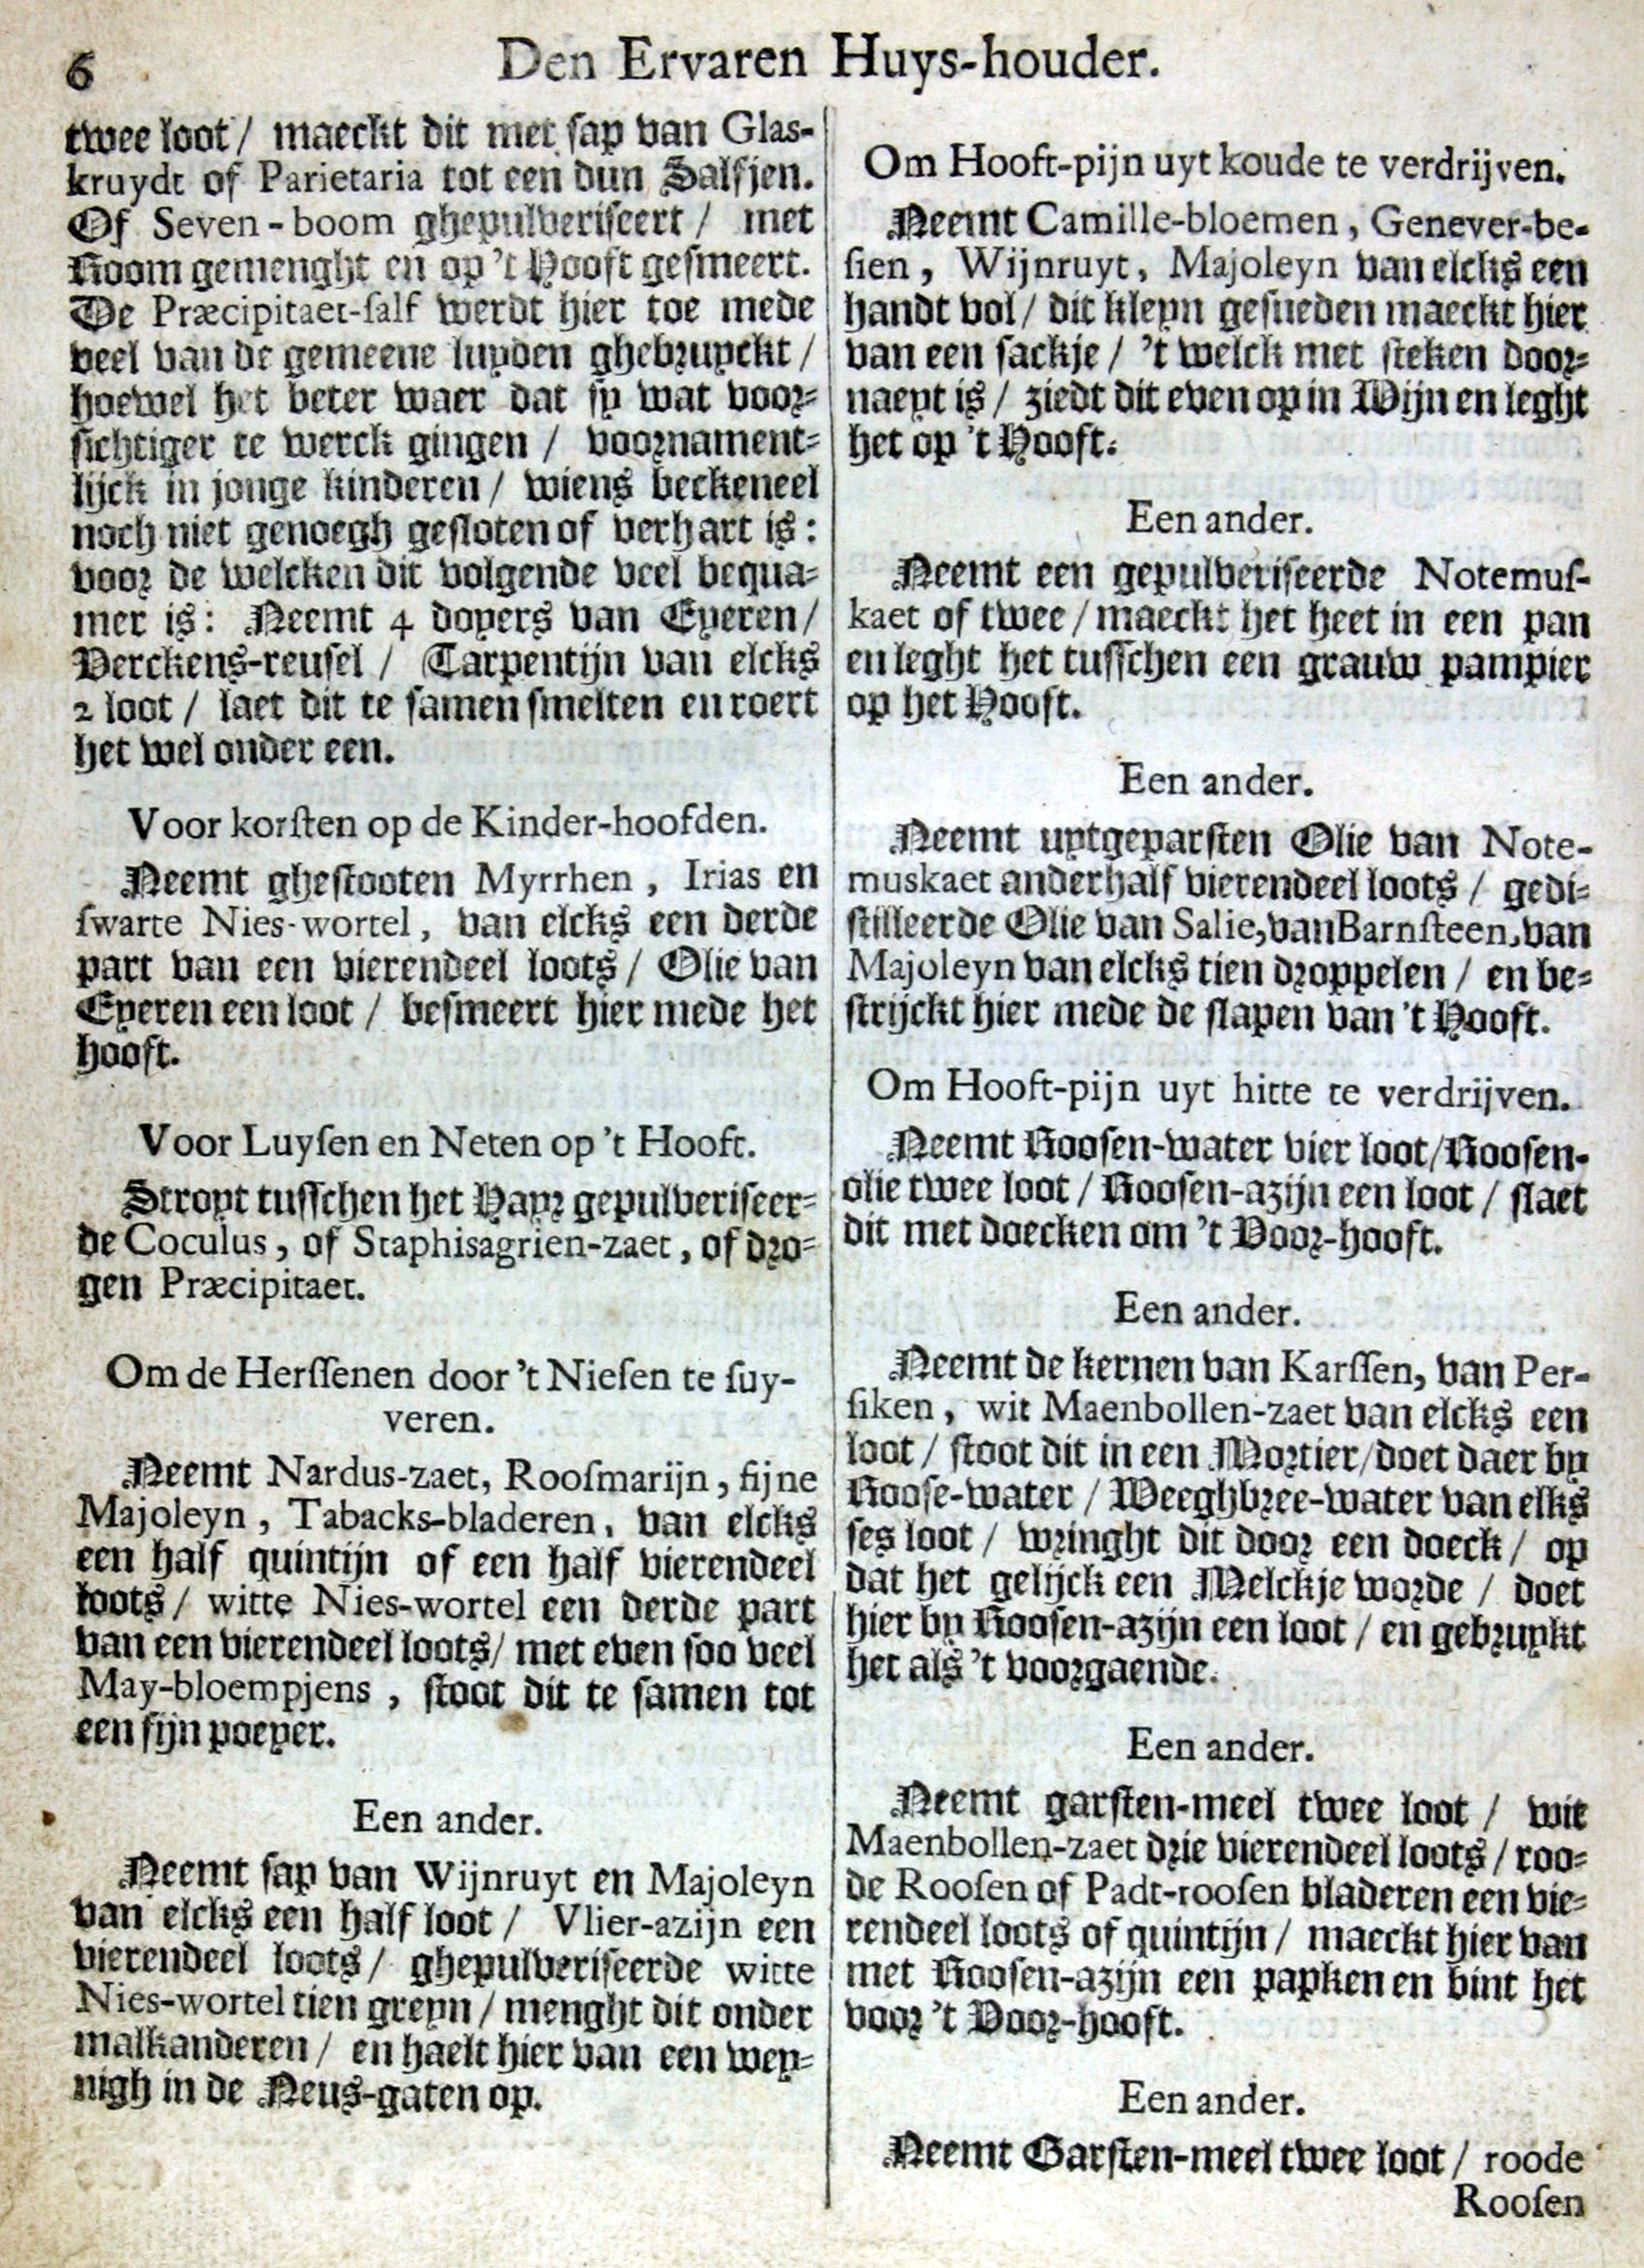 6
Den Ervaren Huys-houder.
twee loot / maeckt dit met sap van Glas-
kruydt of Parietaria tot een dun Salfjen.
Of Seven-boom ghepulveriseert / met
Room gemenght en op 't Hooft gesmeert.
De Præcipitaet-salf werdt hier toe mede
veel van de gemeene luyden ghebruyckt /
hoewel het beter waer dat sy wat voor-
sichtiger te werck gingen / voornament-
lijck in jonge kinderen / wiens beckeneel
noch niet genoegh gesloten of verhart is:
voor de welcken dit volgende veel bequa-
mer is: Neemt 4 doyers van Eyeren /
Verckens-reusel / Tarpentijn van elcks
2 loot / laet dit te samen smelten en roert
het wel onder een.
Voor korsten op de Kinder-hoofden.
Neemt ghestooten Myrrhen, Irias en
swarte Nies-wortel, van elcks een derde
part van een vierendeel loots / Olie van
Eyeren een loot / besmeert hier mede het
hooft.
Voor Luysen en Neten op 't Hooft.
Stroyt tusschen het Hayr gepulveriseer-
de Coculus, of Staphisagrien-zaet, of dro-
gen Præcipitaet.
Om de Herssenen door 't Niesen te suy-
veren.
Neemt Nardus-zaet, Roosmarijn, fijne
Majoleyn, Tabacks-bladeren, van elcks
een half quintijn of een half vierendeel
loots / witte Nies-wortel een derde part
van een vierendeel loots / met even soo veel
May-bloempjens, stoot dit te samen tot
een fijn poeyer.
Een ander.
Neemt sap van Wijnruyt en Majoleyn
van elcks een half loot / Vlier-azijn een
vierendeel loots / ghepulveriseerde witte
Nies-wortel tien greyn / menght dit onder
malkanderen / en haelt hier van een wey-
nigh in de Neus-gaten op.
Om Hooft-pijn uyt koude te verdrijven.
Neemt Camille-bloemen, Genever-be-
sien, Wijnruyt, Majoleyn van elcks een
handt vol / dit kleyn gesneden maeckt hier
van een sackje / 't welck met steken door-
naeyt is / ziedt dit even op in Wijn en leght
het op 't Hooft.
Een ander.
Neemt een gepulveriseerde Notemus-
kaet of twee / maeckt het heet in een pan
en leght het tusschen een grauw pampier
op het Hooft.
Een ander.
Neemt uytgeparsten Olie van Note-
muskaet anderhalf vierendeel loots / gedi-
stilleerde Olie van Salie, van Barnsteen, van
Majoleyn van elcks tien droppelen / en be-
strijckt hier mede de slapen van 't Hooft.
Om Hooft-pijn uyt hitte te verdrijven.
Neemt Roosen-water vier loot / Roosen-
olie twee loot / Roosen-azijn een loot / slaet
dit met doecken om 't Voor-hooft.
Een ander.
Neemt de kernen van Karssen, van Per-
siken, wit Maenbollen-zaet van elcks een
loot / stoot dit in een Mortier / doet daer by
Roose-water / Weeghbree-water van elks
ses loot / wringht dit door een doeck / op
dat het gelijck een Melckje worde / doet
hier by Roosen-azijn een loot / en gebruykt
het als 't voorgaende.
Een ander.
Neemt garsten-meel twee loot / wit
Maenbollen-zaet drie vierendeel loots / roo-
de Roosen of Padt-roosen bladeren een vie-
rendeel loots of quintijn / maeckt hier van
met Roosen-azijn een papken en bint het
voor 't Voor-hooft.
Een ander.
Neemt Garsten-meel twee loot / roode
Roosen